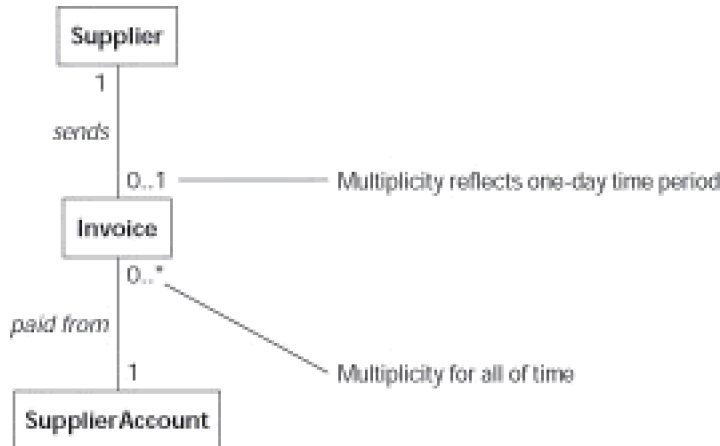 Supplier
1
sends
0..1
Multiplicity reflects one-day time period
Invoice
0..*
paid from
Multiplicity for all of time
1
SupplierAccount